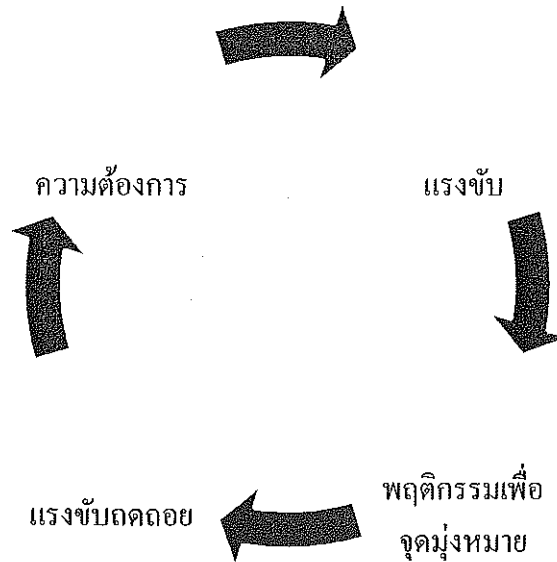 ความต้องการ
แรงขับ
พฤติกรรมเพื่อ
จุดมุ่งหมาย
แรงขับถดถอย